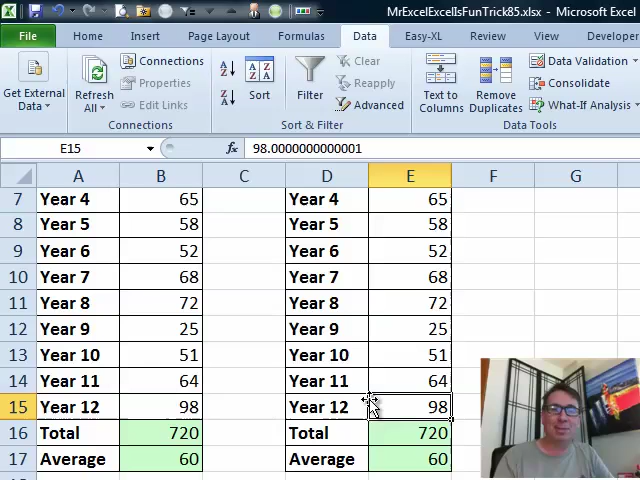 MrExcelExcelIsFunTrick85.xlsx - Microsoft Excel
File Home Insert Page Layout Formulas Data Easy-XL Review View Developer
Get External Data
Refresh All
Connections
Properties
Edit Links
Connections
Sort
Filter
Clear
Reapply
Advanced
Sort & Filter
Text to Columns
Remove Duplicates
Data Validation
Consolidate
What-If Analysis
Data Tools
E15 fx 98.0000000000001
A B C D E F G
7 Year 4 65 Year 4 65
8 Year 5 58 Year 5 58
9 Year 6 52 Year 6 52
10 Year 7 68 Year 7 68
11 Year 8 72 Year 8 72
12 Year 9 25 Year 9 25
13 Year 10 51 Year 10 51
14 Year 11 64 Year 11 64
15 Year 12 98 Year 12 98
16 Total 720 Total 720
17 Average 60 Average 60